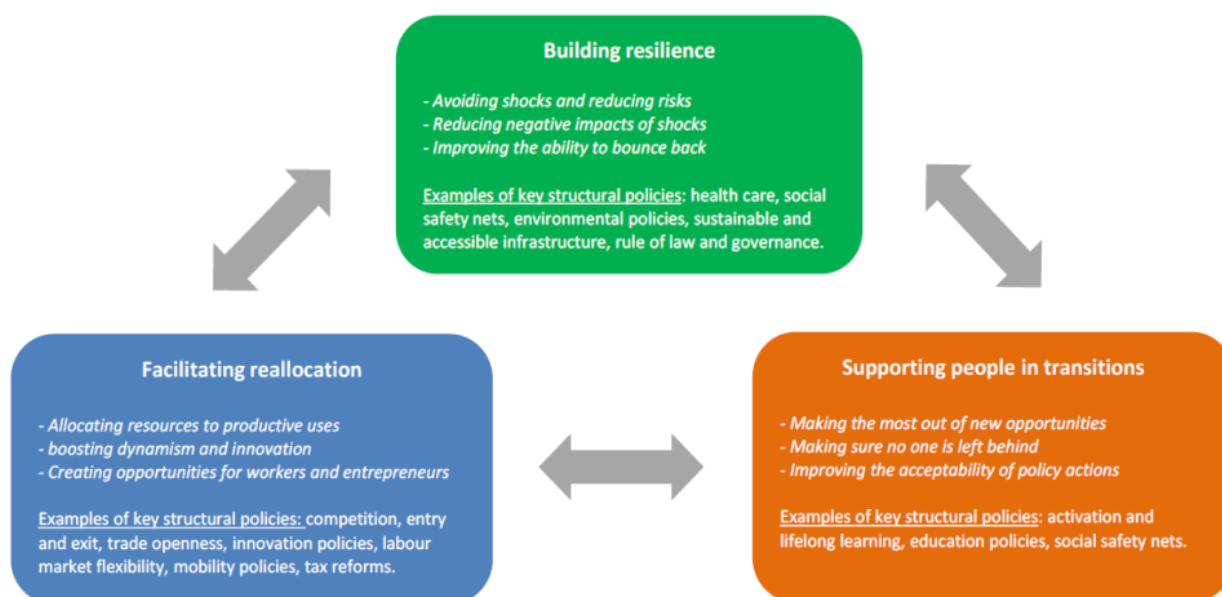 Building resilience
- Avoiding shocks and reducing risks
- Reducing negative impacts of shocks
- Improving the ability to bounce back
Examples of key structural policies: health care, social
safety nets, environmental policies, sustainable and
accessible infrastructure, rule of law and governance.
Facilitating reallocation
- Allocating resources to productive uses
- boosting dynamism and innovation
- Creating opportunities for workers and entrepreneurs
Examples of key structural policies: competition, entry
and exit, trade openness, innovation policies, labour
market flexibility, mobility policies, tax reforms.
Supporting people in transitions
- Making the most out of new opportunities
- Making sure no one is left behind
- Improving the acceptability of policy actions
Examples of key structural policies: activation and
lifelong learning, education policies, social safety nets.